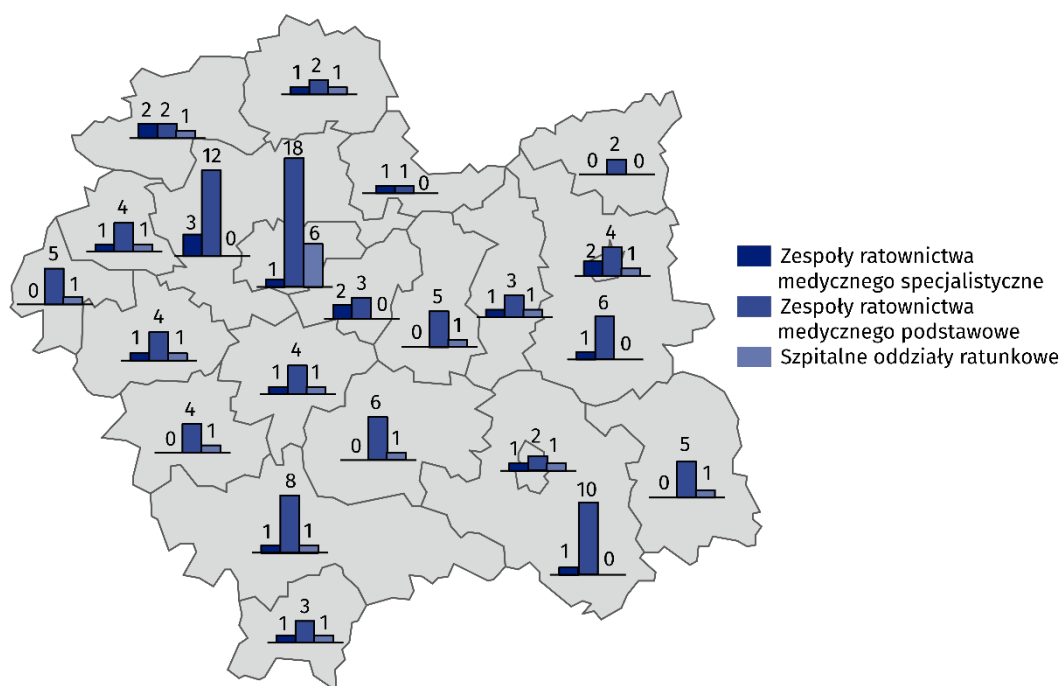 1 2 1
2 2 1
18
12
0 2 0
1 1 0
4
3 0
1 1
6
4
2 1
5
0 1
1
2 3 0
1 3 1
5
0 1
6
1 0
4
1 1
4
1 1
4
0 1
6
0 1
1 2 1
5
0 1
8
1 1
10
1 0
3
1 1
Zespoły ratownictwa
medycznego specjalistyczne
Zespoły ratownictwa
medycznego podstawowe
Szpitalne oddziały ratunkowe